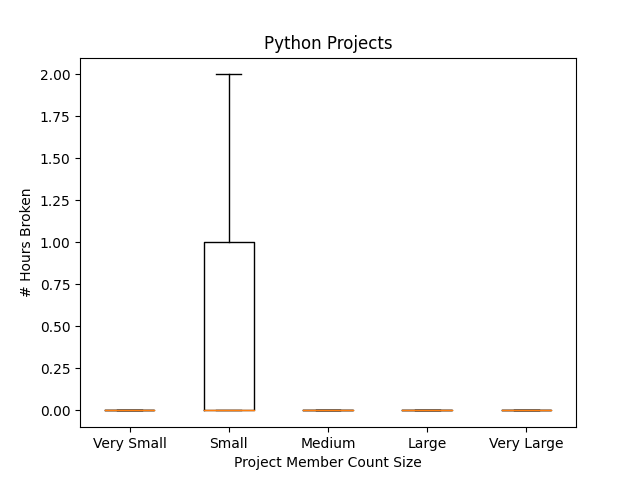 Python Projects
# Hours Broken
2.00
1.75
1.50
1.25
1.00
0.75
0.50
0.25
0.00
Very Small
Small
Medium
Large
Very Large
Project Member Count Size